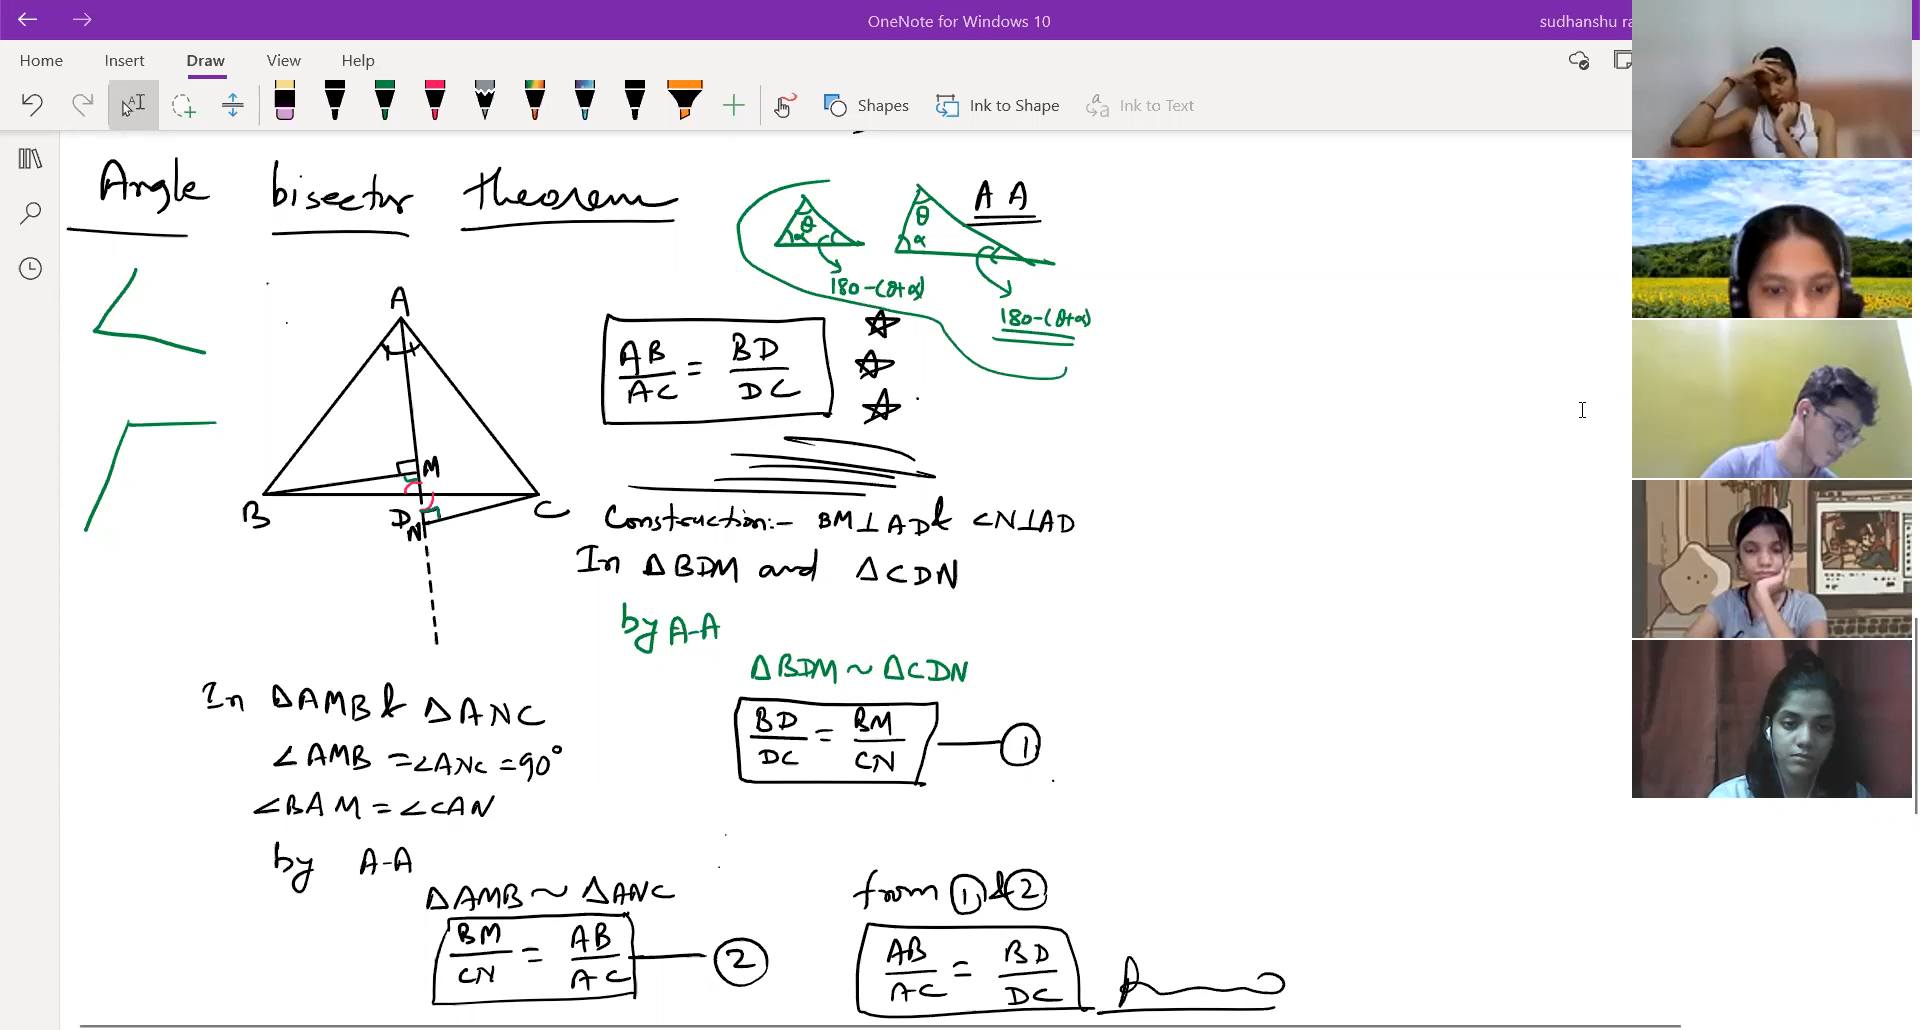 OneNote for Windows 10
sudhanshu ra
Home Insert Draw View Help
Shapes Ink to Shape Ink to Text
Angle bisector theorem
A A
θ α
θ α
180-(θ+α)
180-(θ+α)
A
B
C
D
M
N
AB/AC = BD/DC
Construction:- BM⊥AD & CN⊥AD
In ΔBDM and ΔCDN
by A-A
ΔBDM ~ ΔCDN
BD/DC = BM/CN — 1
In ΔAMB & ΔANC
∠AMB = ∠ANC = 90°
∠BAM = ∠CAN
by A-A
ΔAMB ~ ΔANC
BM/CN = AB/AC — 2
from 1 & 2
AB/AC = BD/DC